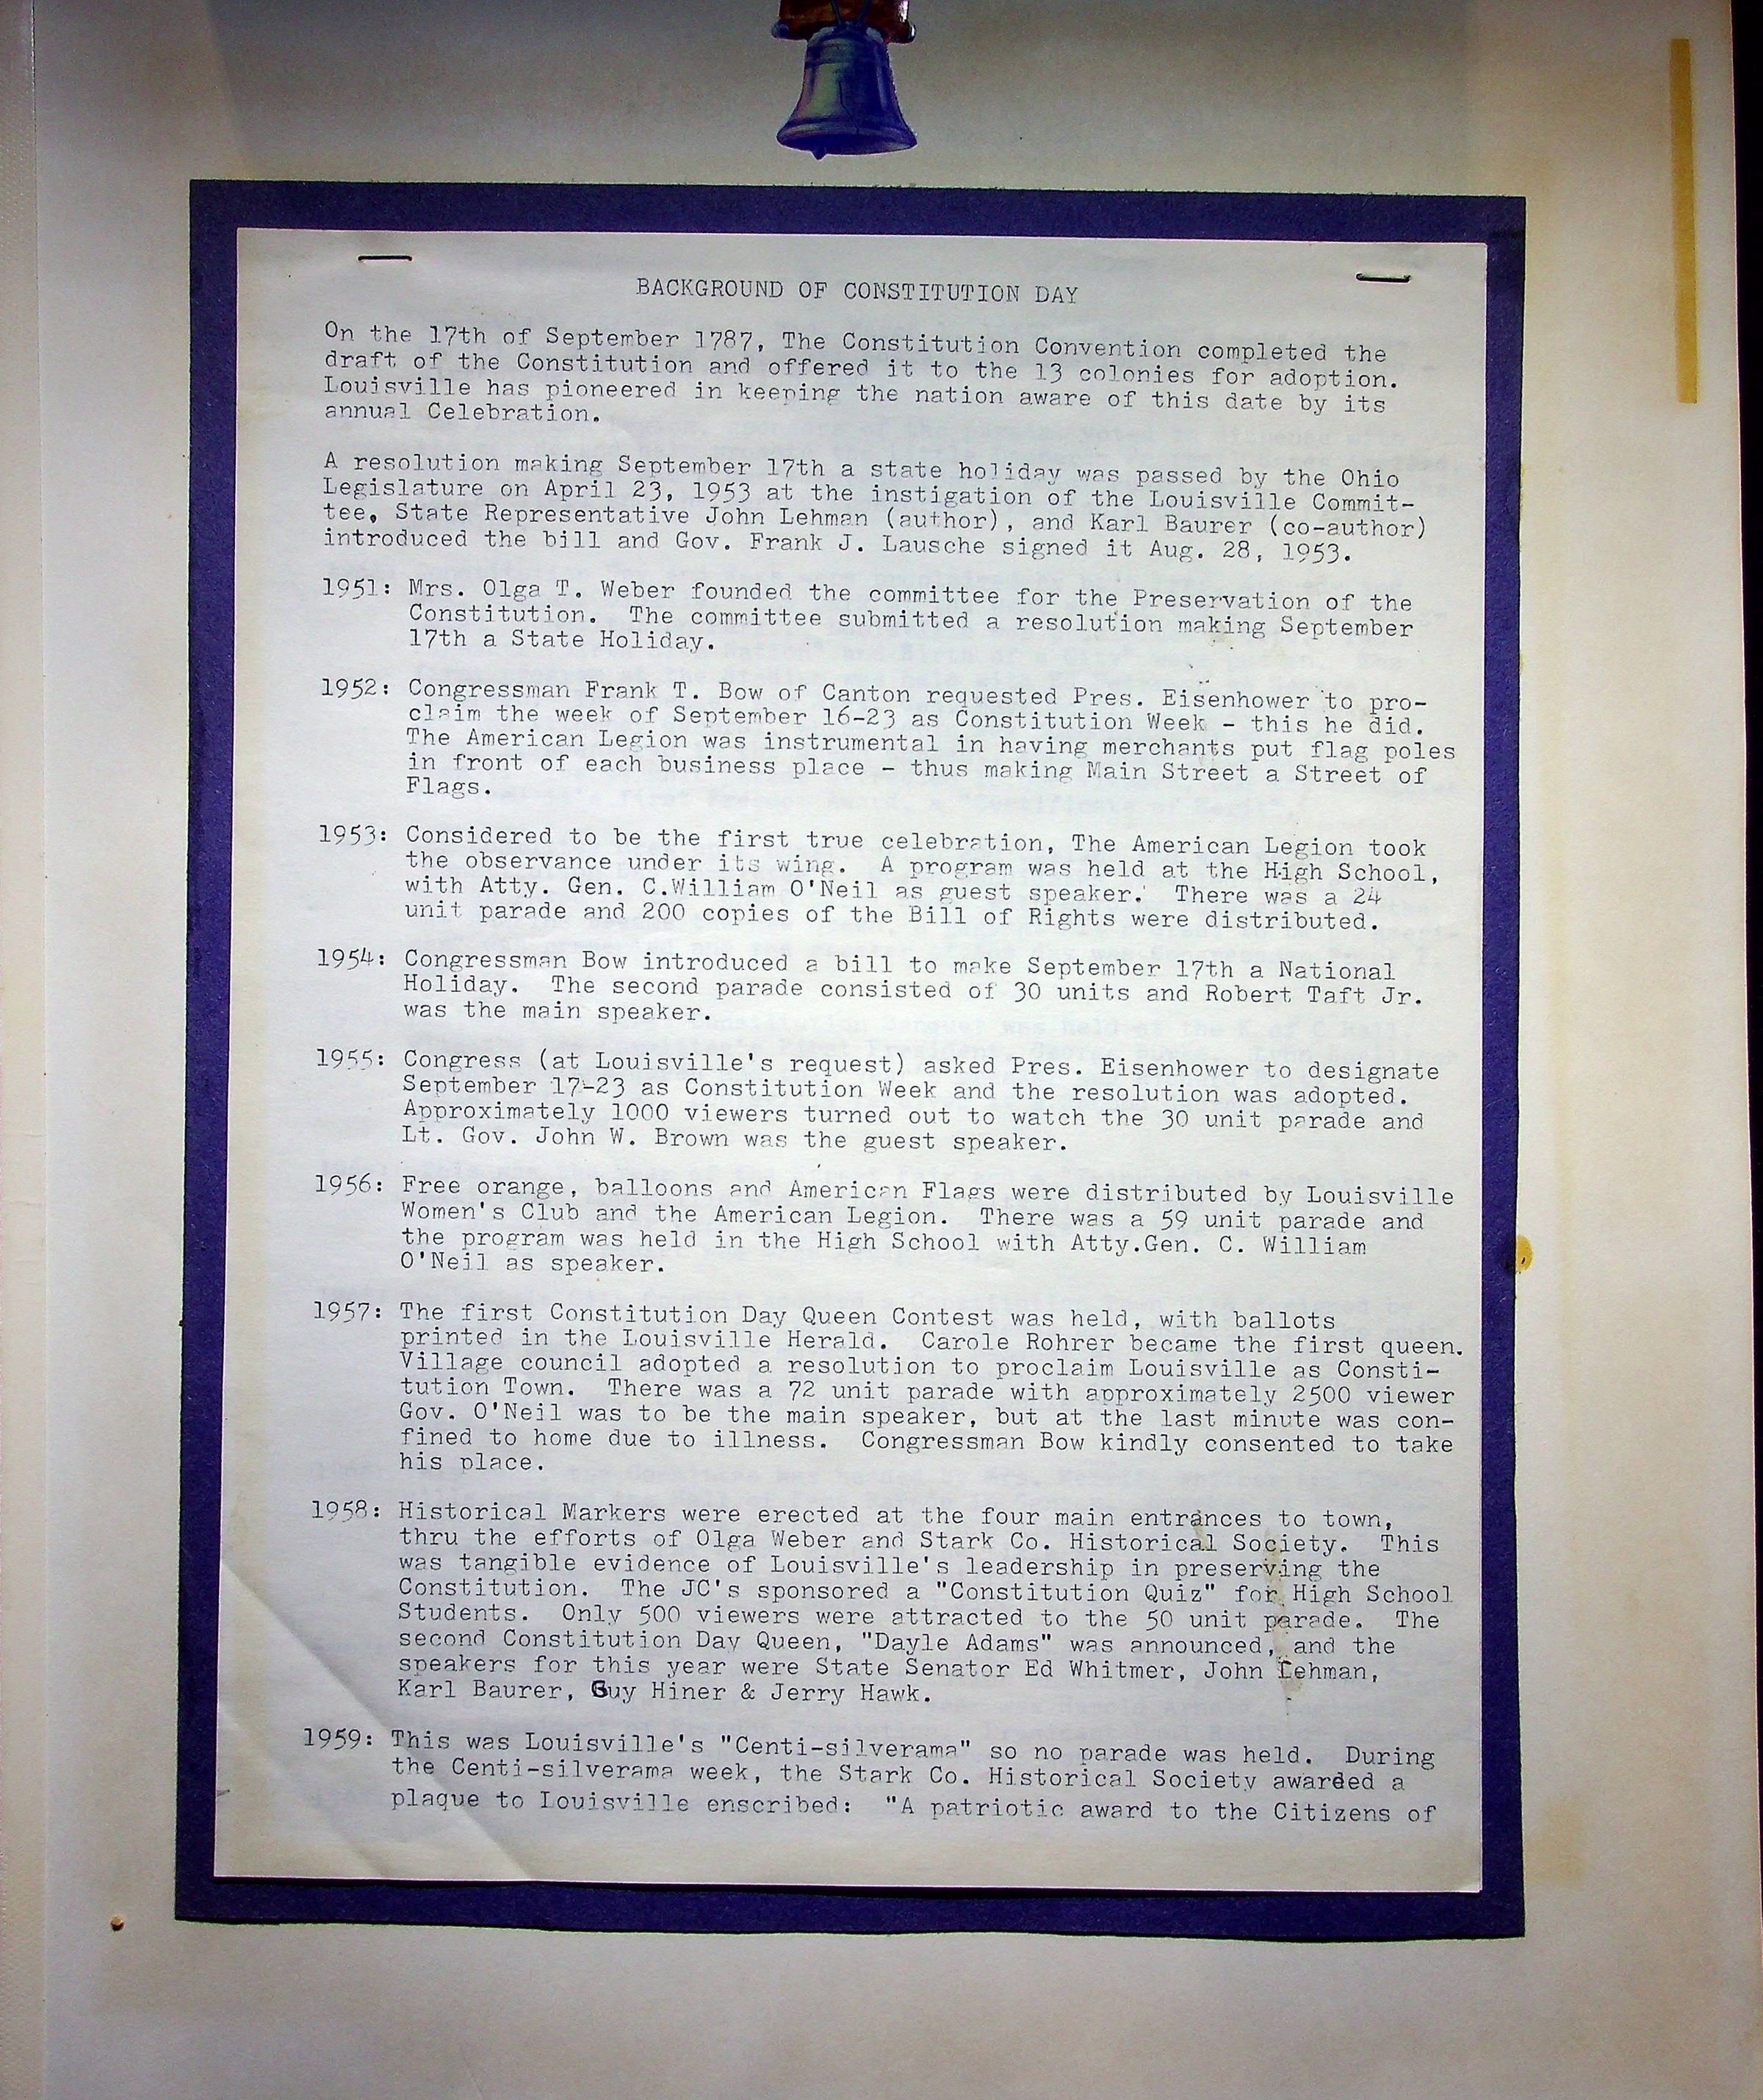 BACKGROUND OF CONSTITUTION DAY
On the 17th of September 1787, The Constitution Convention completed the
draft of the Constitution and offered it to the 13 colonies for adoption.
Louisville has pioneered in keeping the nation aware of this date by its
annual Celebration.
A resolution making September 17th a state holiday was passed by the Ohio
Legislature on April 23, 1953 at the instigation of the Louisville Commit-
tee, State Representative John Lehman (author), and Karl Baurer (co-author)
introduced the bill and Gov. Frank J. Lausche signed it Aug. 28, 1953.
1951: Mrs. Olga T. Weber founded the committee for the Preservation of the
Constitution. The committee submitted a resolution making September
17th a State Holiday.
1952: Congressman Frank T. Bow of Canton requested Pres. Eisenhower to pro-
claim the week of September 16-23 as Constitution Week - this he did.
The American Legion was instrumental in having merchants put flag poles
in front of each business place - thus making Main Street a Street of
Flags.
1953: Considered to be the first true celebration, The American Legion took
the observance under its wing. A program was held at the High School,
with Atty. Gen. C.William O'Neil as guest speaker. There was a 24
unit parade and 200 copies of the Bill of Rights were distributed.
1954: Congressman Bow introduced a bill to make September 17th a National
Holiday. The second parade consisted of 30 units and Robert Taft Jr.
was the main speaker.
1955: Congress (at Louisville's request) asked Pres. Eisenhower to designate
September 17-23 as Constitution Week and the resolution was adopted.
Approximately 1000 viewers turned out to watch the 30 unit parade and
Lt. Gov. John W. Brown was the guest speaker.
1956: Free orange, balloons and American Flags were distributed by Louisville
Women's Club and the American Legion. There was a 59 unit parade and
the program was held in the High School with Atty.Gen. C. William
O'Neil as speaker.
1957: The first Constitution Day Queen Contest was held, with ballots
printed in the Louisville Herald. Carole Rohrer became the first queen.
Village council adopted a resolution to proclaim Louisville as Consti-
tution Town. There was a 72 unit parade with approximately 2500 viewer
Gov. O'Neil was to be the main speaker, but at the last minute was con-
fined to home due to illness. Congressman Bow kindly consented to take
his place.
1958: Historical Markers were erected at the four main entrances to town,
thru the efforts of Olga Weber and Stark Co. Historical Society. This
was tangible evidence of Louisville's leadership in preserving the
Constitution. The JC's sponsored a "Constitution Quiz" for High School
Students. Only 500 viewers were attracted to the 50 unit parade. The
second Constitution Day Queen, "Dayle Adams" was announced, and the
speakers for this year were State Senator Ed Whitmer, John Lehman,
Karl Baurer, Guy Hiner & Jerry Hawk.
1959: This was Louisville's "Centi-silverama" so no parade was held. During
the Centi-silverama week, the Stark Co. Historical Society awarded a
plaque to Louisville enscribed: "A patriotic award to the Citizens of